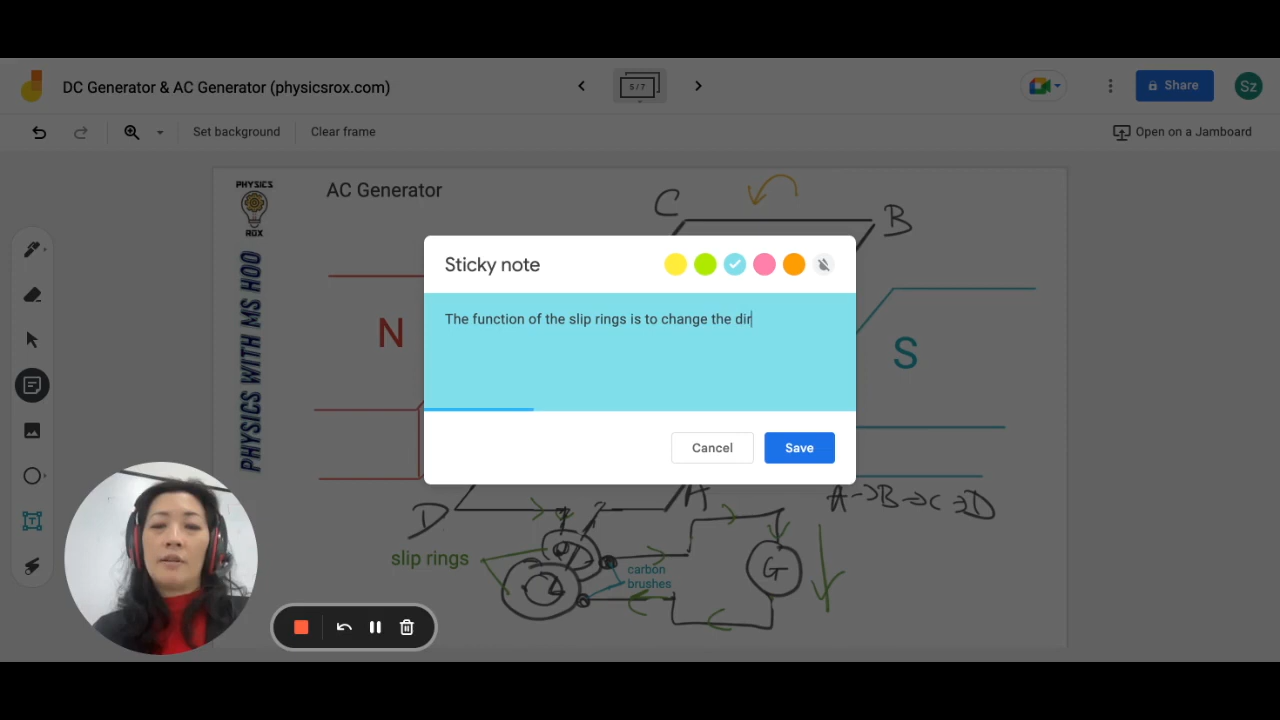 DC Generator & AC Generator (physicsrox.com)
5 / 7
Share
Sz
Set background
Clear frame
Open on a Jamboard
PHYSICS
ROX
PHYSICS WITH MS HOO
AC Generator
C
B
N
S
Sticky note
The function of the slip rings is to change the dir
Cancel
Save
D
A
A→B→C→D
slip rings
carbon
brushes
G
T